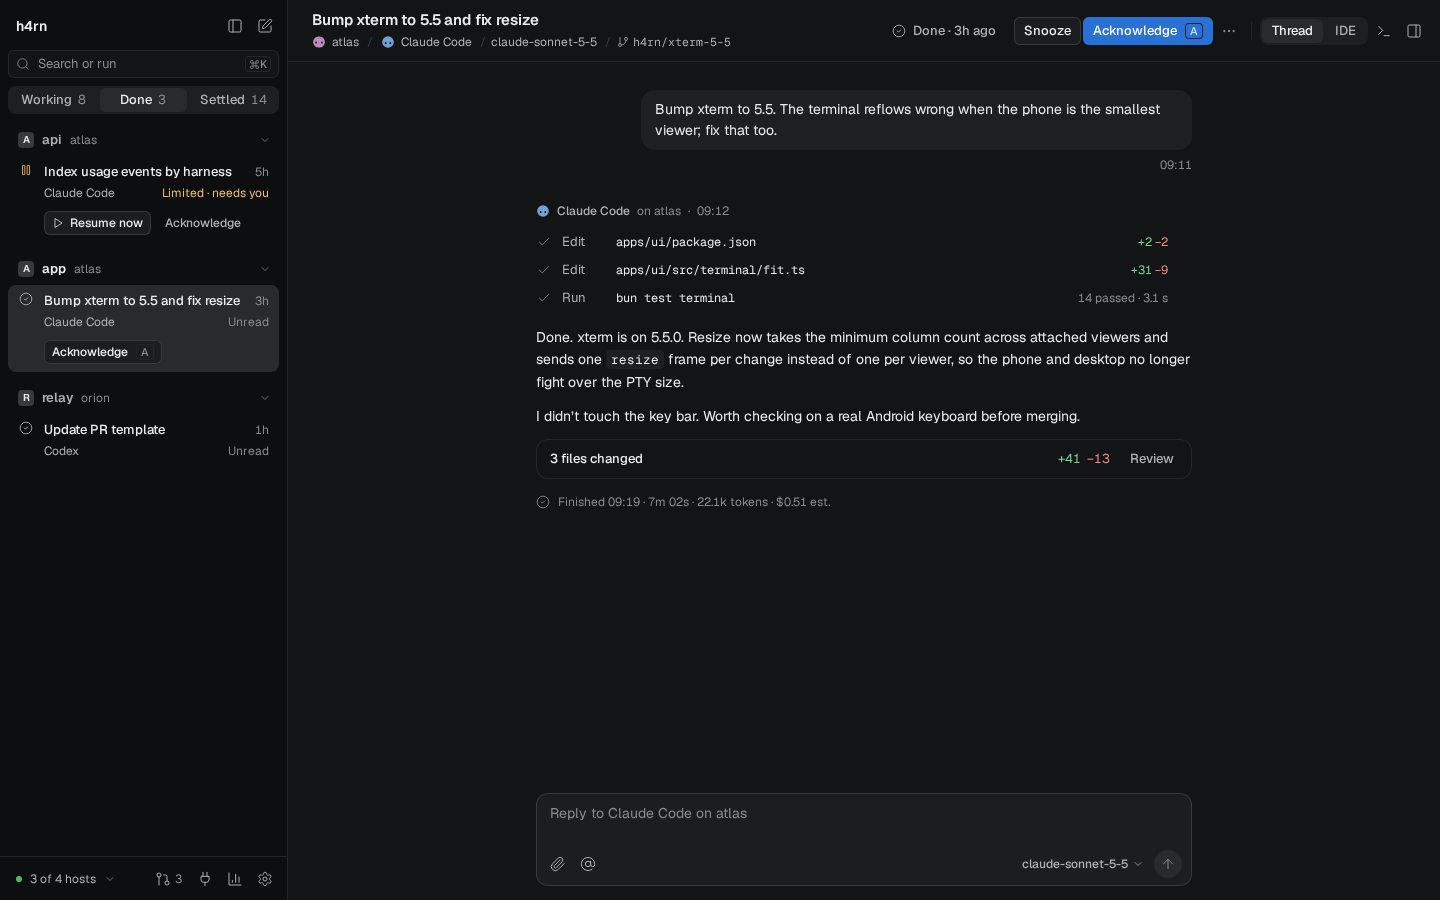 h4rn
Search or run ⌘K
Working 8 Done 3 Settled 14
A api atlas
Index usage events by harness 5h
Claude Code Limited · needs you
Resume now Acknowledge
A app atlas
Bump xterm to 5.5 and fix resize 3h
Claude Code Unread
Acknowledge A
R relay orion
Update PR template 1h
Codex Unread
3 of 4 hosts 3
Bump xterm to 5.5 and fix resize
atlas / Claude Code / claude-sonnet-5-5 / h4rn/xterm-5-5
Done · 3h ago Snooze Acknowledge A Thread IDE
Bump xterm to 5.5. The terminal reflows wrong when the phone is the smallest
viewer; fix that too.
09:11
Claude Code on atlas · 09:12
Edit apps/ui/package.json +2 −2
Edit apps/ui/src/terminal/fit.ts +31 −9
Run bun test terminal 14 passed · 3.1 s
Done. xterm is on 5.5.0. Resize now takes the minimum column count across attached viewers and
sends one resize frame per change instead of one per viewer, so the phone and desktop no longer
fight over the PTY size.
I didn't touch the key bar. Worth checking on a real Android keyboard before merging.
3 files changed +41 −13 Review
Finished 09:19 · 7m 02s · 22.1k tokens · $0.51 est.
Reply to Claude Code on atlas
claude-sonnet-5-5